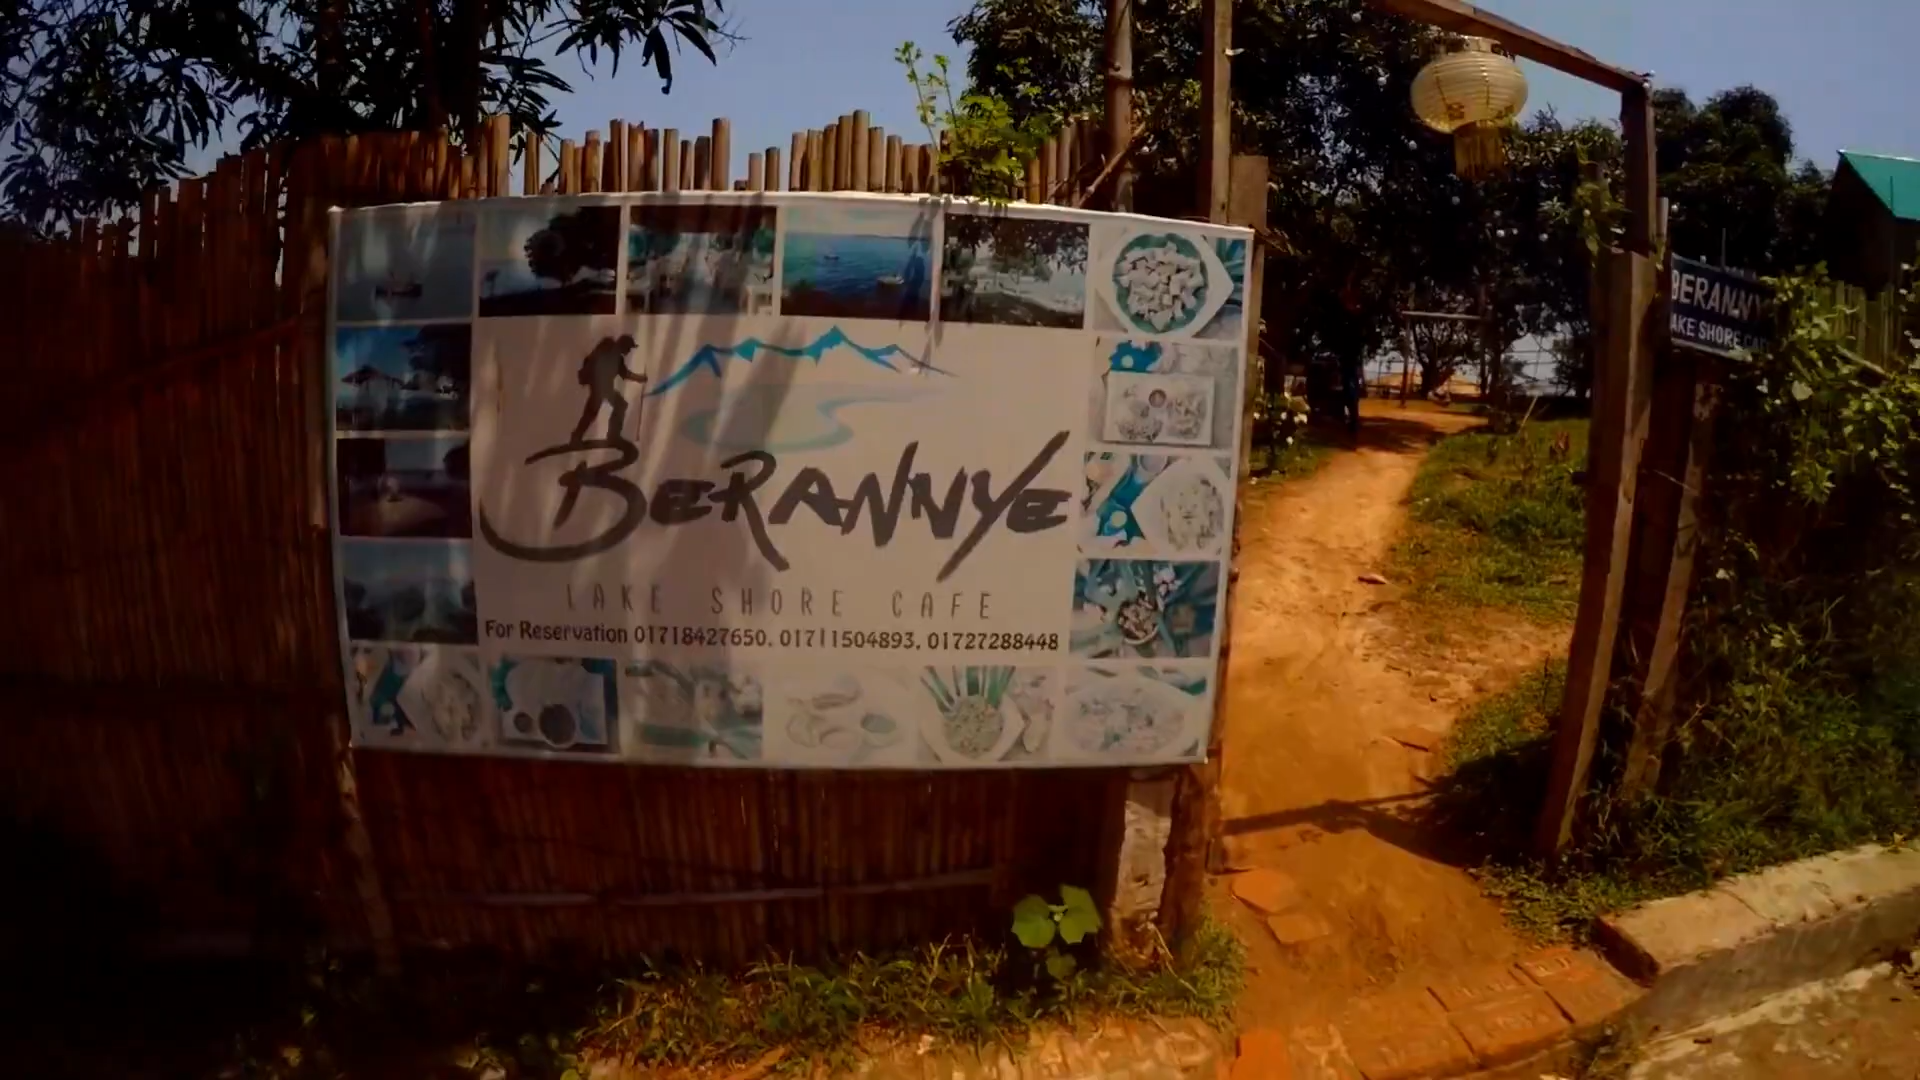 BERANNYE
LAKE SHORE CAFE
For Reservation 01718427650, 01711504893, 01727288448
BERANNYE
LAKE SHORE CAFE